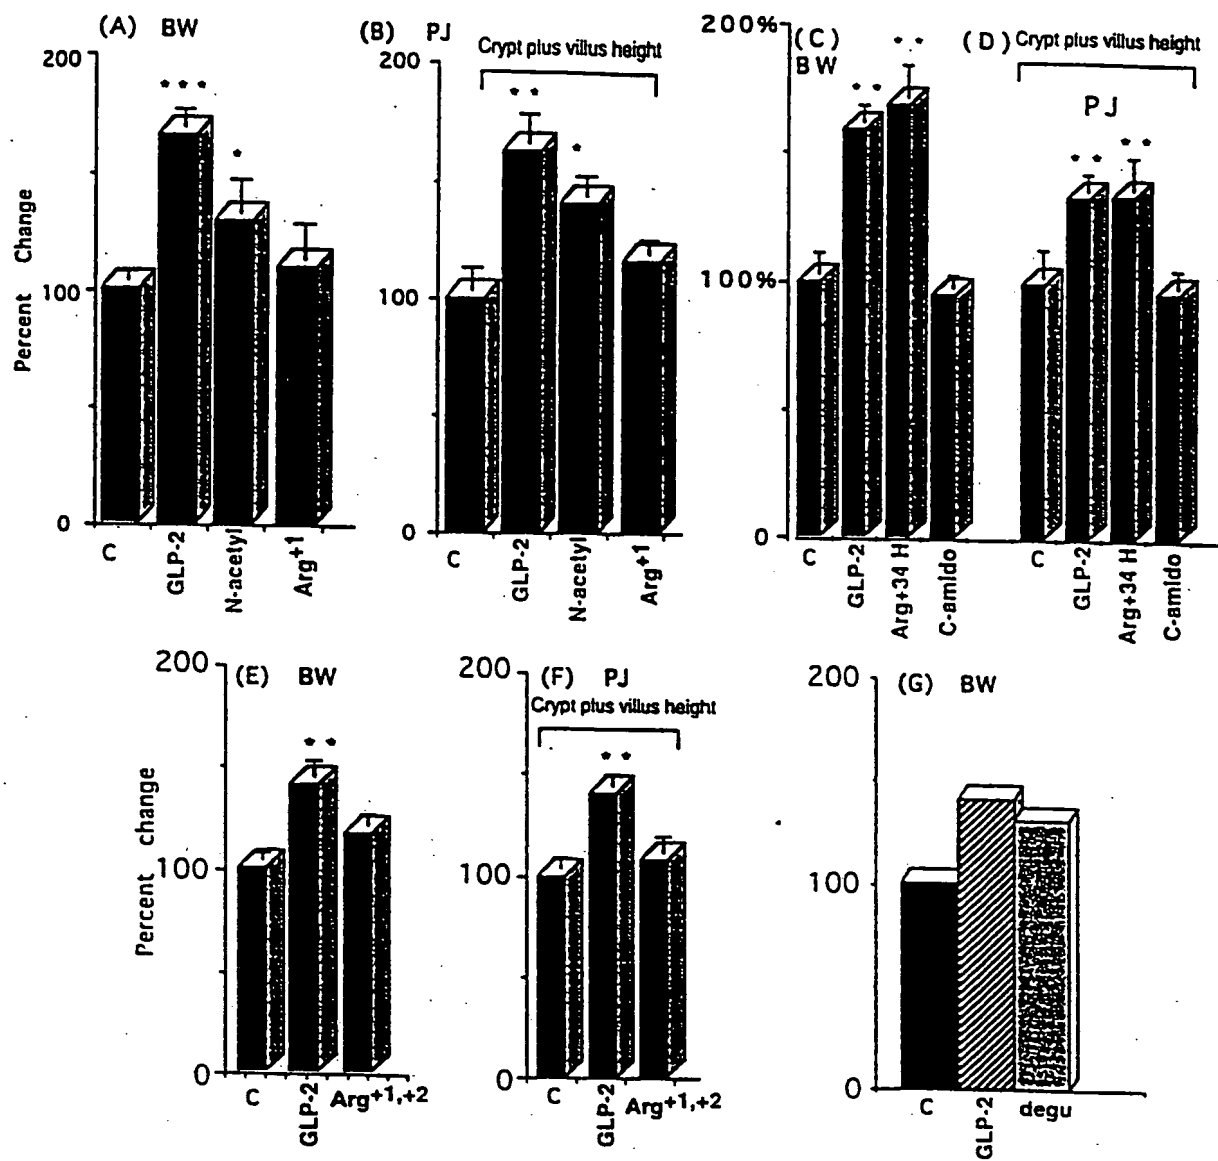 (A) BW
200
100
0
Percent Change
* * *
*
C
GLP-2
N-acetyl
Arg+1
(B) PJ
Crypt plus villus height
200
100
0
* *
*
C
GLP-2
N-acetyl
Arg+1
200%
100%
0
(C)
BW
* *
* *
C
GLP-2
Arg+34 H
C-amido
(D) Crypt plus villus height
PJ
* *
* *
C
GLP-2
Arg+34 H
C-amido
(E) BW
200
100
0
Percent change
* *
C
GLP-2
Arg+1,+2
(F) PJ
Crypt plus villus height
200
100
0
* *
C
GLP-2
Arg+1,+2
(G) BW
200
100
0
C
GLP-2
degu